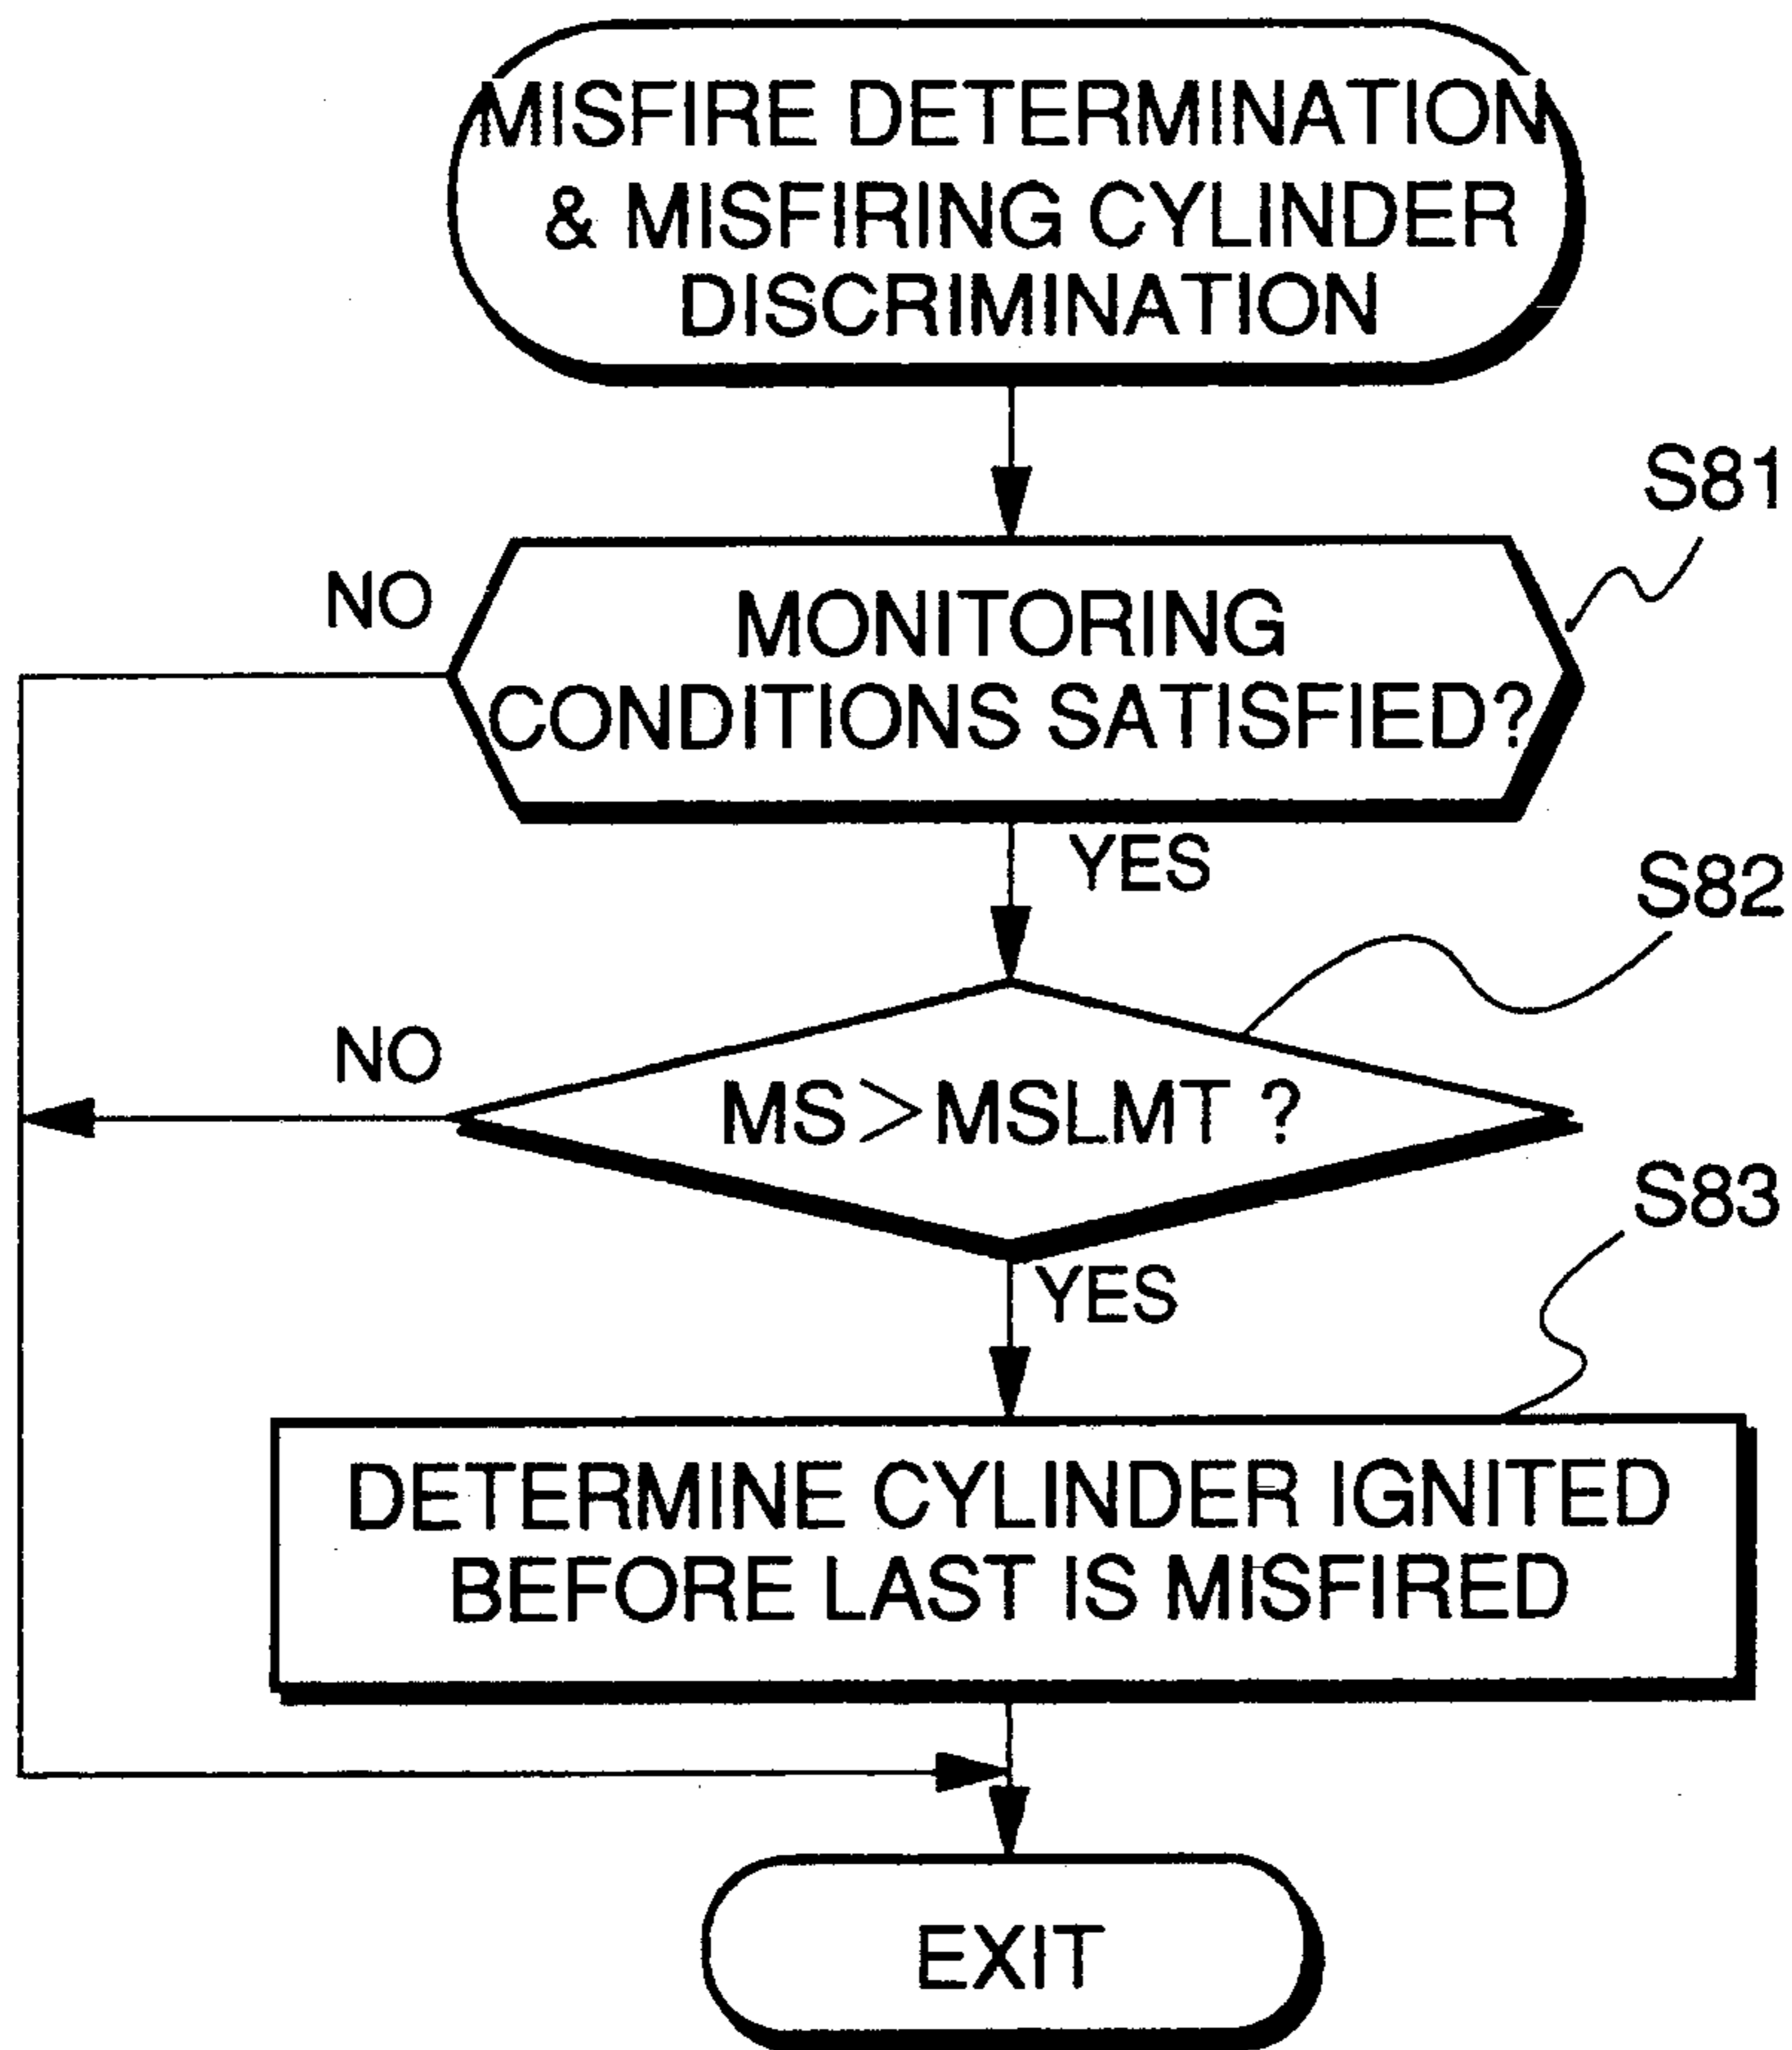 MISFIRE DETERMINATION
& MISFIRING CYLINDER
DISCRIMINATION
S81
NO
MONITORING
CONDITIONS SATISFIED?
YES
S82
NO
MS>MSLMT ?
S83
YES
DETERMINE CYLINDER IGNITED
BEFORE LAST IS MISFIRED
EXIT